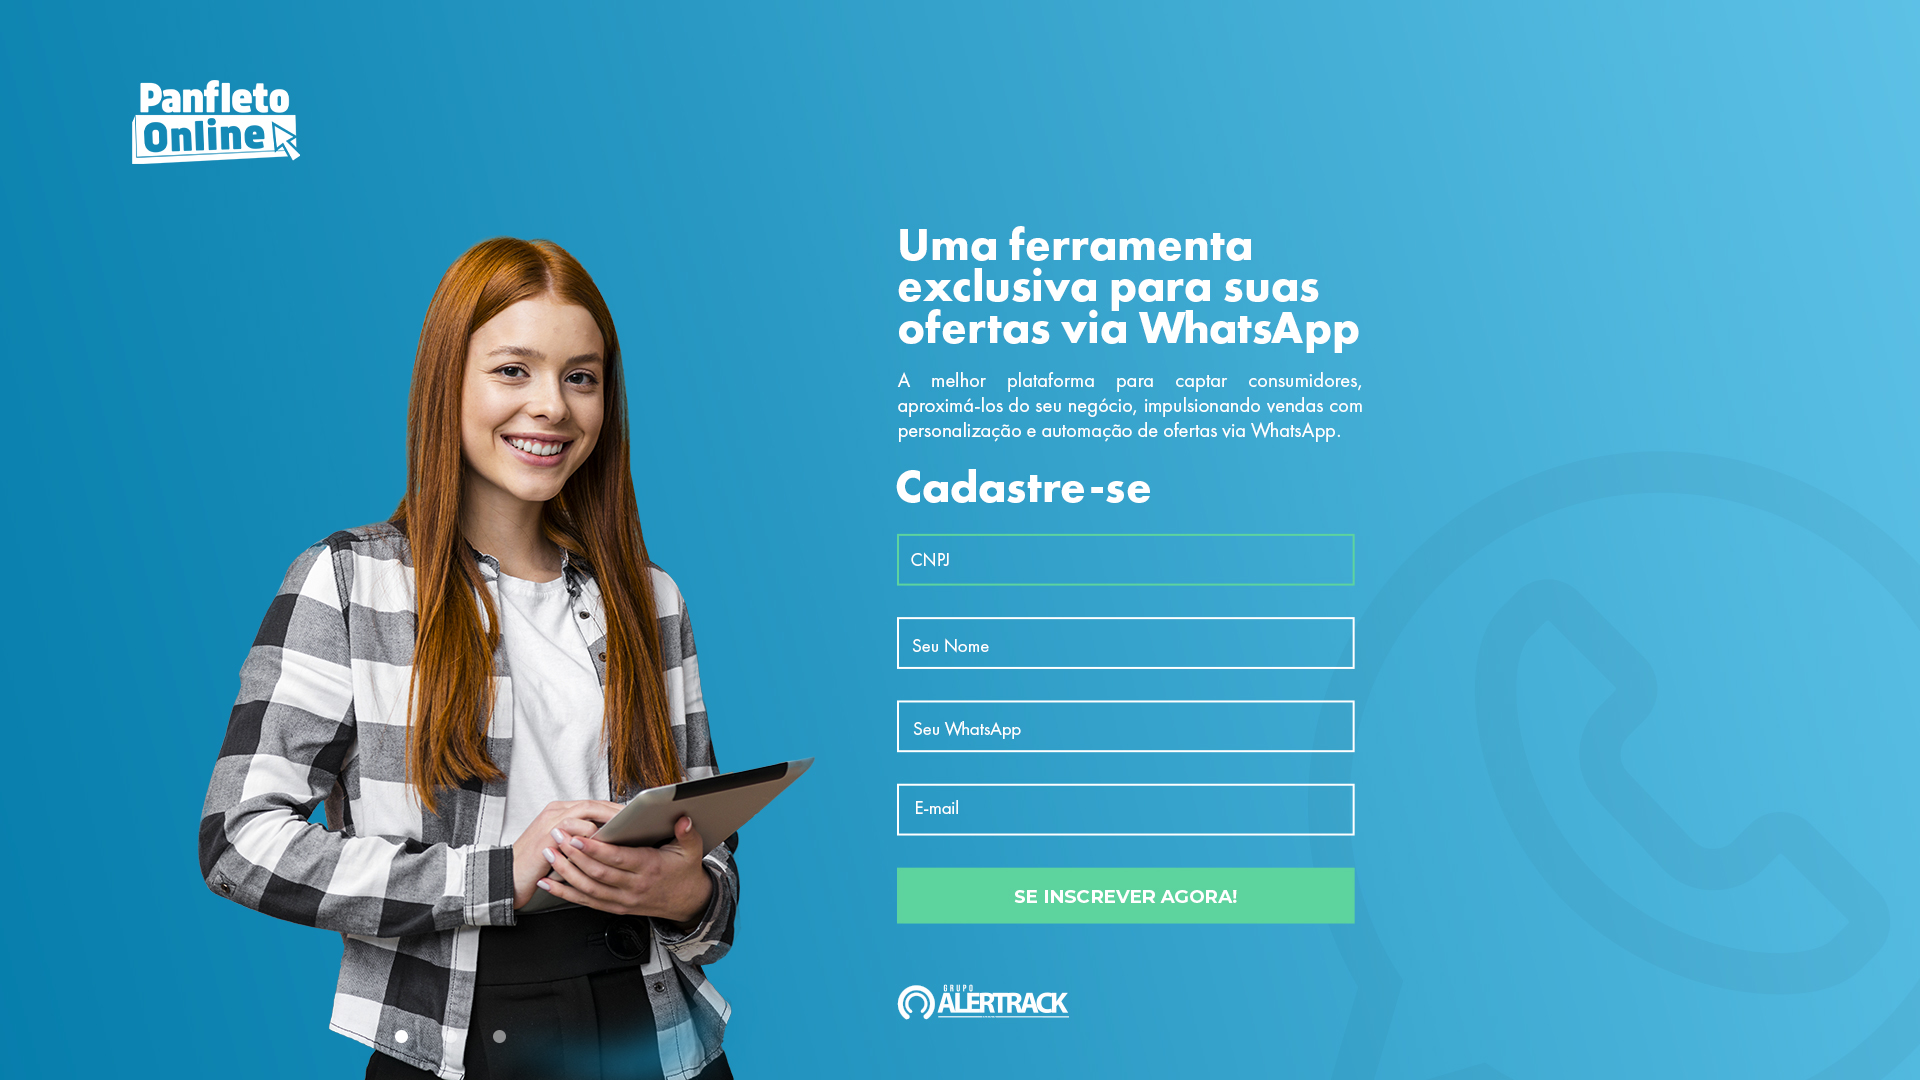 Panfleto
Online
Uma ferramenta
exclusiva para suas
ofertas via WhatsApp
A melhor plataforma para captar consumidores,
aproximá-los do seu negócio, impulsionando vendas com
personalização e automação de ofertas via WhatsApp.
Cadastre-se
CNPJ
Seu Nome
Seu WhatsApp
E-mail
SE INSCREVER AGORA!
GRUPO
ALERTRACK